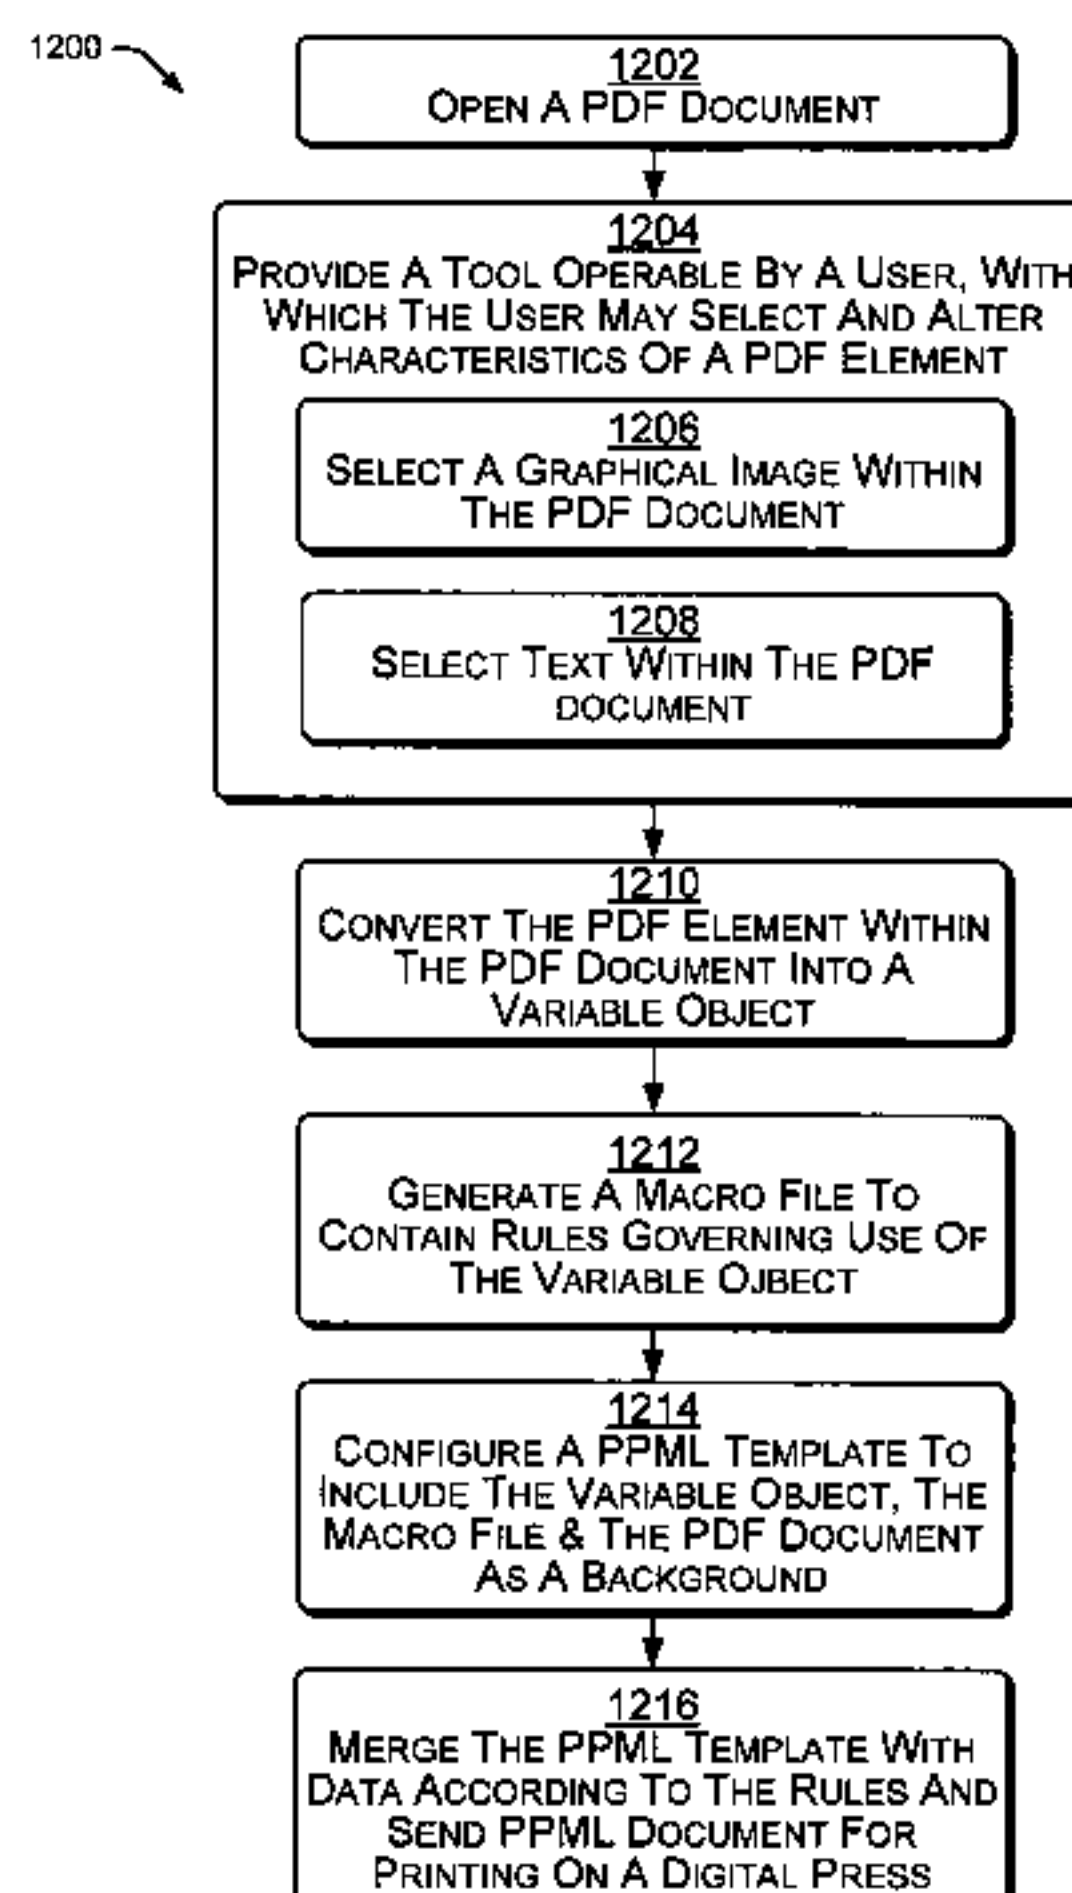 1200
1202
OPEN A PDF DOCUMENT
1204
PROVIDE A TOOL OPERABLE BY A USER, WITH
WHICH THE USER MAY SELECT AND ALTER
CHARACTERISTICS OF A PDF ELEMENT
1206
SELECT A GRAPHICAL IMAGE WITHIN
THE PDF DOCUMENT
1208
SELECT TEXT WITHIN THE PDF
DOCUMENT
1210
CONVERT THE PDF ELEMENT WITHIN
THE PDF DOCUMENT INTO A
VARIABLE OBJECT
1212
GENERATE A MACRO FILE TO
CONTAIN RULES GOVERNING USE OF
THE VARIABLE OJBECT
1214
CONFIGURE A PPML TEMPLATE TO
INCLUDE THE VARIABLE OBJECT, THE
MACRO FILE & THE PDF DOCUMENT
AS A BACKGROUND
1216
MERGE THE PPML TEMPLATE WITH
DATA ACCORDING TO THE RULES AND
SEND PPML DOCUMENT FOR
PRINTING ON A DIGITAL PRESS